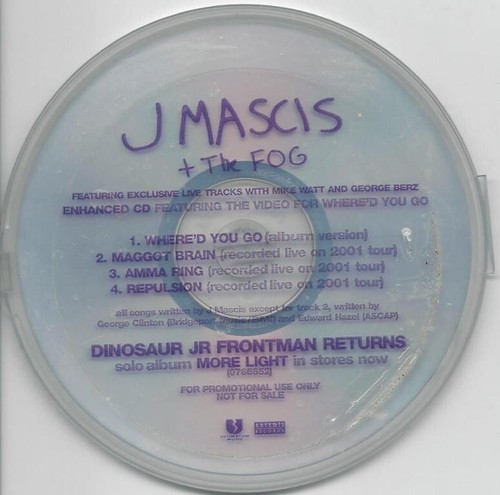 J MASCIS
+ The FOG
FEATURING EXCLUSIVE LIVE TRACKS WITH MIKE WATT AND GEORGE BERZ
ENHANCED CD FEATURING THE VIDEO FOR WHERE'D YOU GO
1. WHERE'D YOU GO (album version)
2. MAGGOT BRAIN (recorded live on 2001 tour)
3. AMMA RING (recorded live on 2001 tour)
4. REPULSION (recorded live on 2001 tour)
all songs written by J Mascis except for track 2, written by
George Clinton (Bridgeport Music/BMI) and Edward Hazel (ASCAP)
DINOSAUR JR FRONTMAN RETURNS
solo album MORE LIGHT in stores now
FOR PROMOTIONAL USE ONLY
NOT FOR SALE